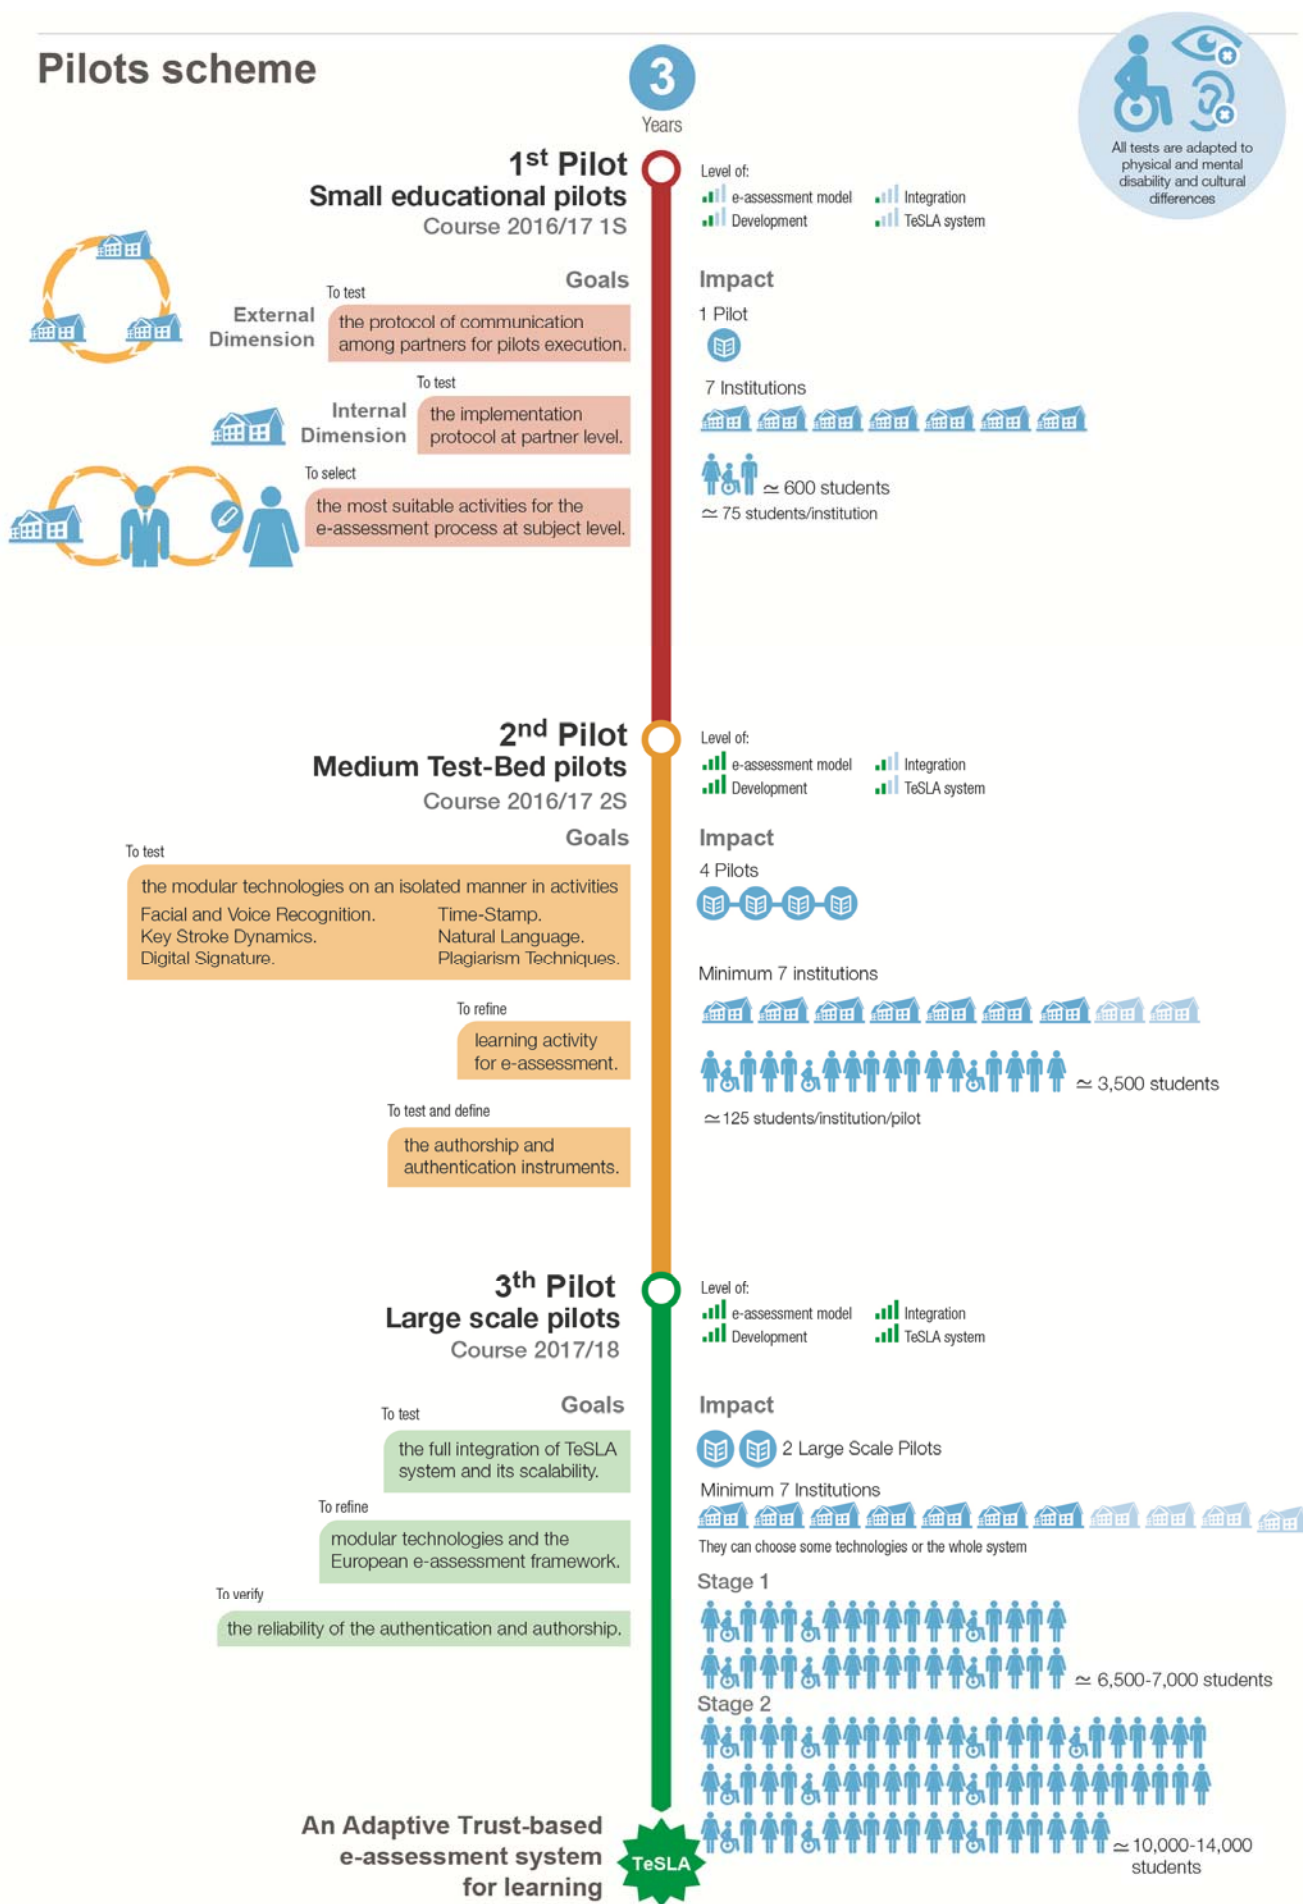 Pilots scheme
3
Years
All tests are adapted to
physical and mental
disability and cultural
differences
1st Pilot
Small educational pilots
Course 2016/17 1S
Level of:
e-assessment model
Integration
Development
TeSLA system
Goals
To test
External
Dimension
the protocol of communication
among partners for pilots execution.
To test
Internal
Dimension
the implementation
protocol at partner level.
To select
the most suitable activities for the
e-assessment process at subject level.
Impact
1 Pilot
7 Institutions
≃ 600 students
≃ 75 students/institution
2nd Pilot
Medium Test-Bed pilots
Course 2016/17 2S
Level of:
e-assessment model
Integration
Development
TeSLA system
Goals
To test
the modular technologies on an isolated manner in activities
Facial and Voice Recognition.
Time-Stamp.
Key Stroke Dynamics.
Natural Language.
Digital Signature.
Plagiarism Techniques.
To refine
learning activity
for e-assessment.
To test and define
the authorship and
authentication instruments.
Impact
4 Pilots
Minimum 7 institutions
≃ 3,500 students
≃125 students/institution/pilot
3th Pilot
Large scale pilots
Course 2017/18
Level of:
e-assessment model
Integration
Development
TeSLA system
Goals
To test
the full integration of TeSLA
system and its scalability.
To refine
modular technologies and the
European e-assessment framework.
To verify
the reliability of the authentication and authorship.
Impact
2 Large Scale Pilots
Minimum 7 Institutions
They can choose some technologies or the whole system
Stage 1
≃ 6,500-7,000 students
Stage 2
≃ 10,000-14,000
students
An Adaptive Trust-based
e-assessment system
for learning
TeSLA